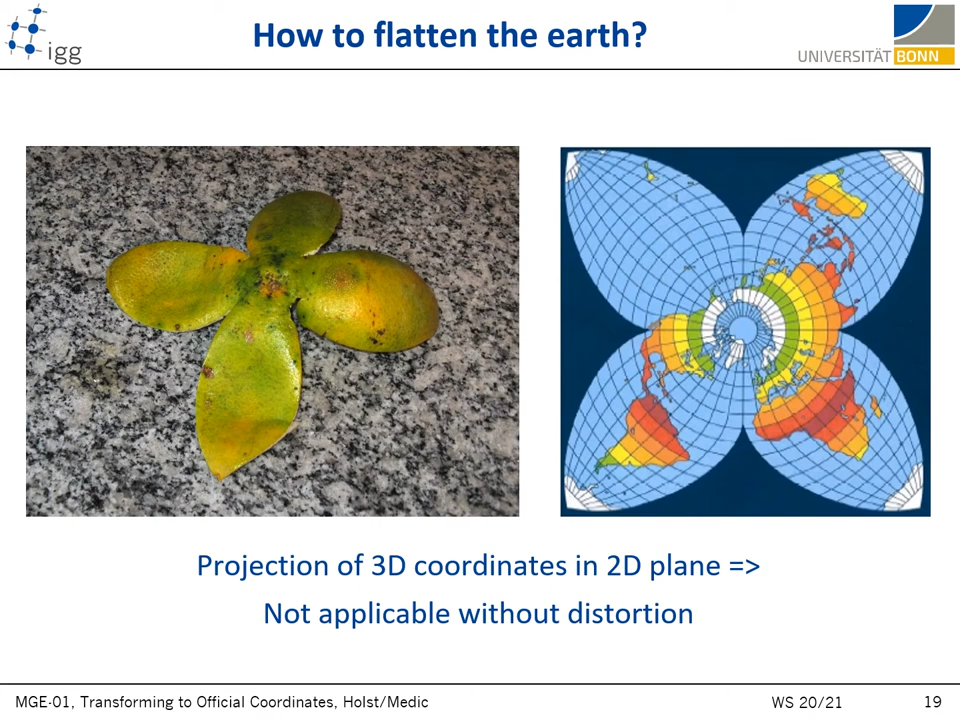 How to flatten the earth?
igg
UNIVERSITÄT BONN
Projection of 3D coordinates in 2D plane =>
Not applicable without distortion
MGE-01, Transforming to Official Coordinates, Holst/Medic
WS 20/21
19